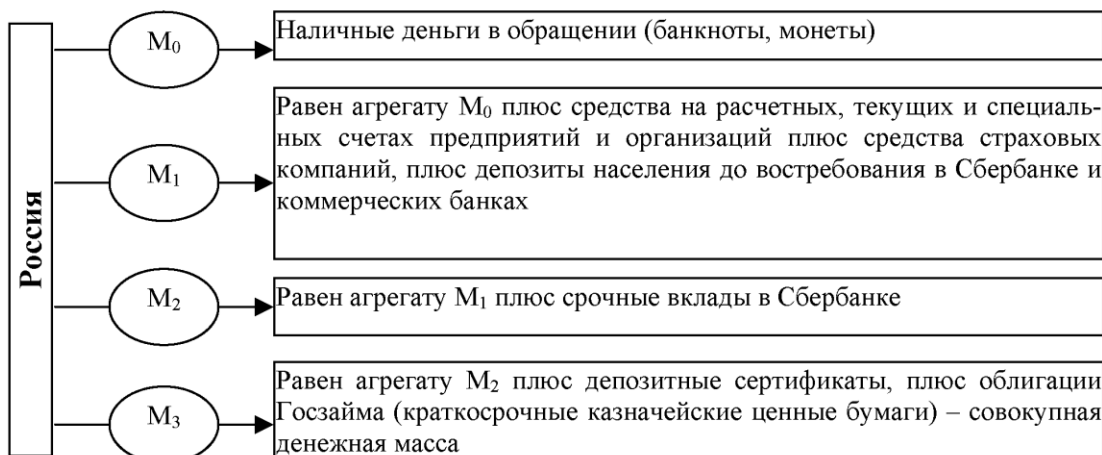 Россия
M₀
Наличные деньги в обращении (банкноты, монеты)
M₁
Равен агрегату M₀ плюс средства на расчетных, текущих и специаль-
ных счетах предприятий и организаций плюс средства страховых
компаний, плюс депозиты населения до востребования в Сбербанке и
коммерческих банках
M₂
Равен агрегату M₁ плюс срочные вклады в Сбербанке
M₃
Равен агрегату M₂ плюс депозитные сертификаты, плюс облигации
Госзайма (краткосрочные казначейские ценные бумаги) – совокупная
денежная масса